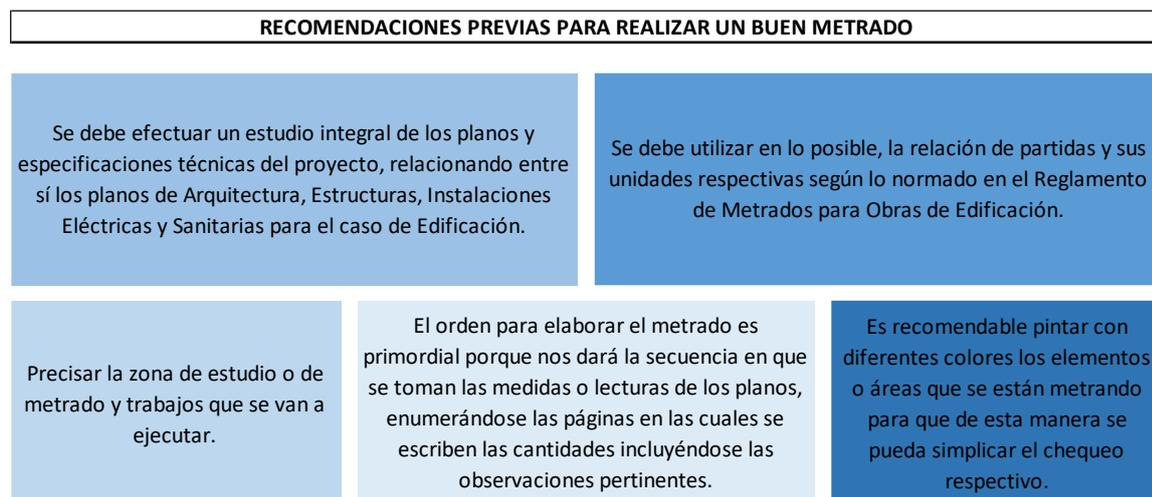 RECOMENDACIONES PREVIAS PARA REALIZAR UN BUEN METRADO
Se debe efectuar un estudio integral de los planos y
especificaciones técnicas del proyecto, relacionando entre
sí los planos de Arquitectura, Estructuras, Instalaciones
Eléctricas y Sanitarias para el caso de Edificación.
Se debe utilizar en lo posible, la relación de partidas y sus
unidades respectivas según lo normado en el Reglamento
de Metrados para Obras de Edificación.
Precisar la zona de estudio o de
metrado y trabajos que se van a
ejecutar.
El orden para elaborar el metrado es
primordial porque nos dará la secuencia en que
se toman las medidas o lecturas de los planos,
enumerándose las páginas en las cuales se
escriben las cantidades incluyéndose las
observaciones pertinentes.
Es recomendable pintar con
diferentes colores los elementos
o áreas que se están metrando
para que de esta manera se
pueda simplicar el chequeo
respectivo.